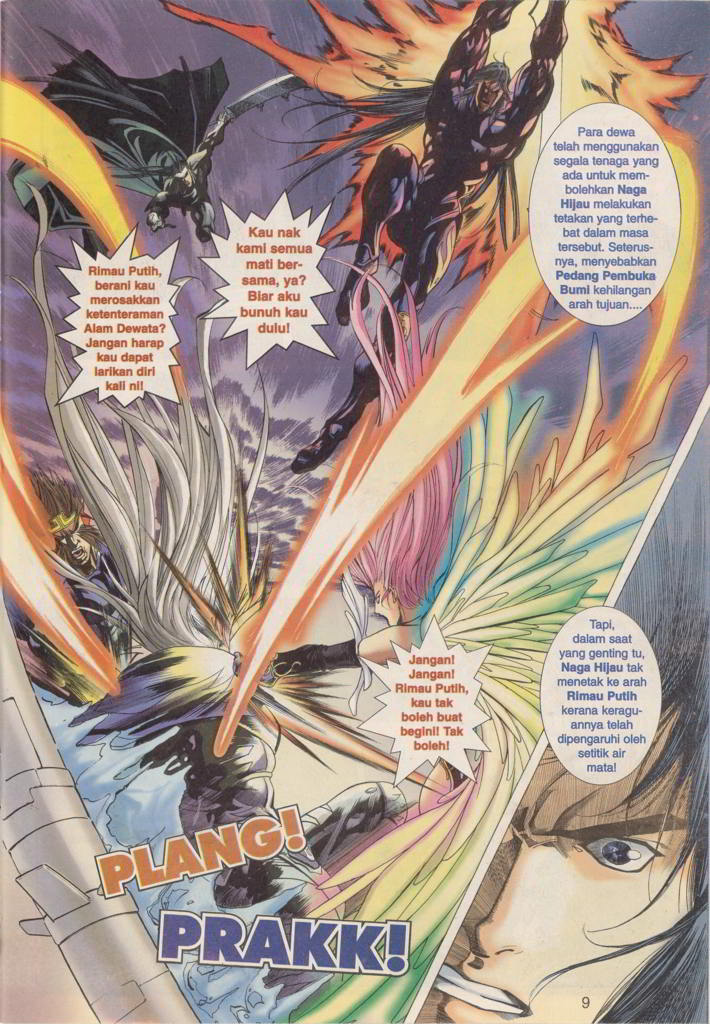 Para dewa
telah menggunakan
segala tenaga yang
ada untuk mem-
bolehkan Naga
Hijau melakukan
tetakan yang terhe-
bat dalam masa
tersebut. Seterus-
nya, menyebabkan
Pedang Pembuka
Bumi kehilangan
arah tujuan....
Kau nak
kami semua
mati ber-
sama, ya?
Biar aku
bunuh kau
dulu!
Rimau Putih,
berani kau
merosakkan
ketenteraman
Alam Dewata?
Jangan harap
kau dapat
larikan diri
kali ni!
Jangan!
Jangan!
Rimau Putih,
kau tak
boleh buat
begini! Tak
boleh!
Tapi,
dalam saat
yang genting tu,
Naga Hijau tak
menetak ke arah
Rimau Putih
kerana keragu-
annya telah
dipengaruhi oleh
setitik air
mata!
PLANG!
PRAKK!
9